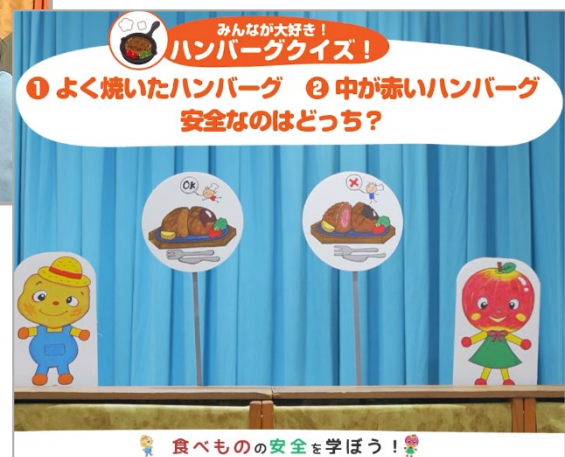 みんなが大好き！
ハンバーグクイズ！
❶ よく焼いたハンバーグ　❷ 中が赤いハンバーグ
安全なのはどっち？
OK
×
食べものの安全を学ぼう！